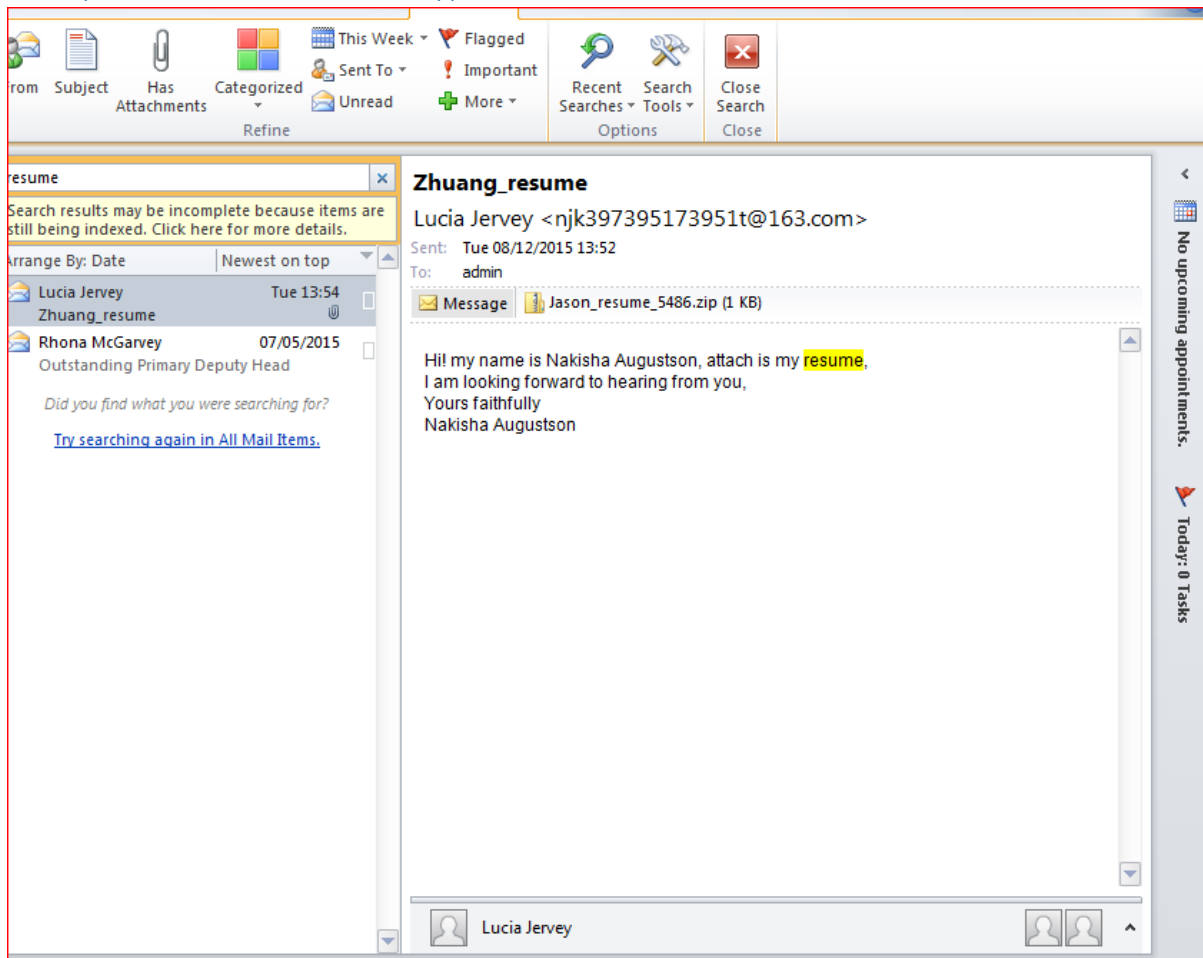 This Week
Flagged
Sent To
Important
Subject
Has
Attachments
Categorized
Unread
More
Recent
Searches
Search
Tools
Close
Search
Refine
Options
Close
resume
Search results may be incomplete because items are
still being indexed. Click here for more details.
Arrange By: Date
Newest on top
Lucia Jervey
Tue 13:54
Zhuang_resume
Rhona McGarvey
07/05/2015
Outstanding Primary Deputy Head
Did you find what you were searching for?
Try searching again in All Mail Items.
Zhuang_resume
Lucia Jervey <njk397395173951t@163.com>
Sent: Tue 08/12/2015 13:52
To: admin
Message
Jason_resume_5486.zip (1 KB)
Hi! my name is Nakisha Augustson, attach is my resume,
I am looking forward to hearing from you,
Yours faithfully
Nakisha Augustson
Lucia Jervey
No upcoming appointments.
Today: 0 Tasks